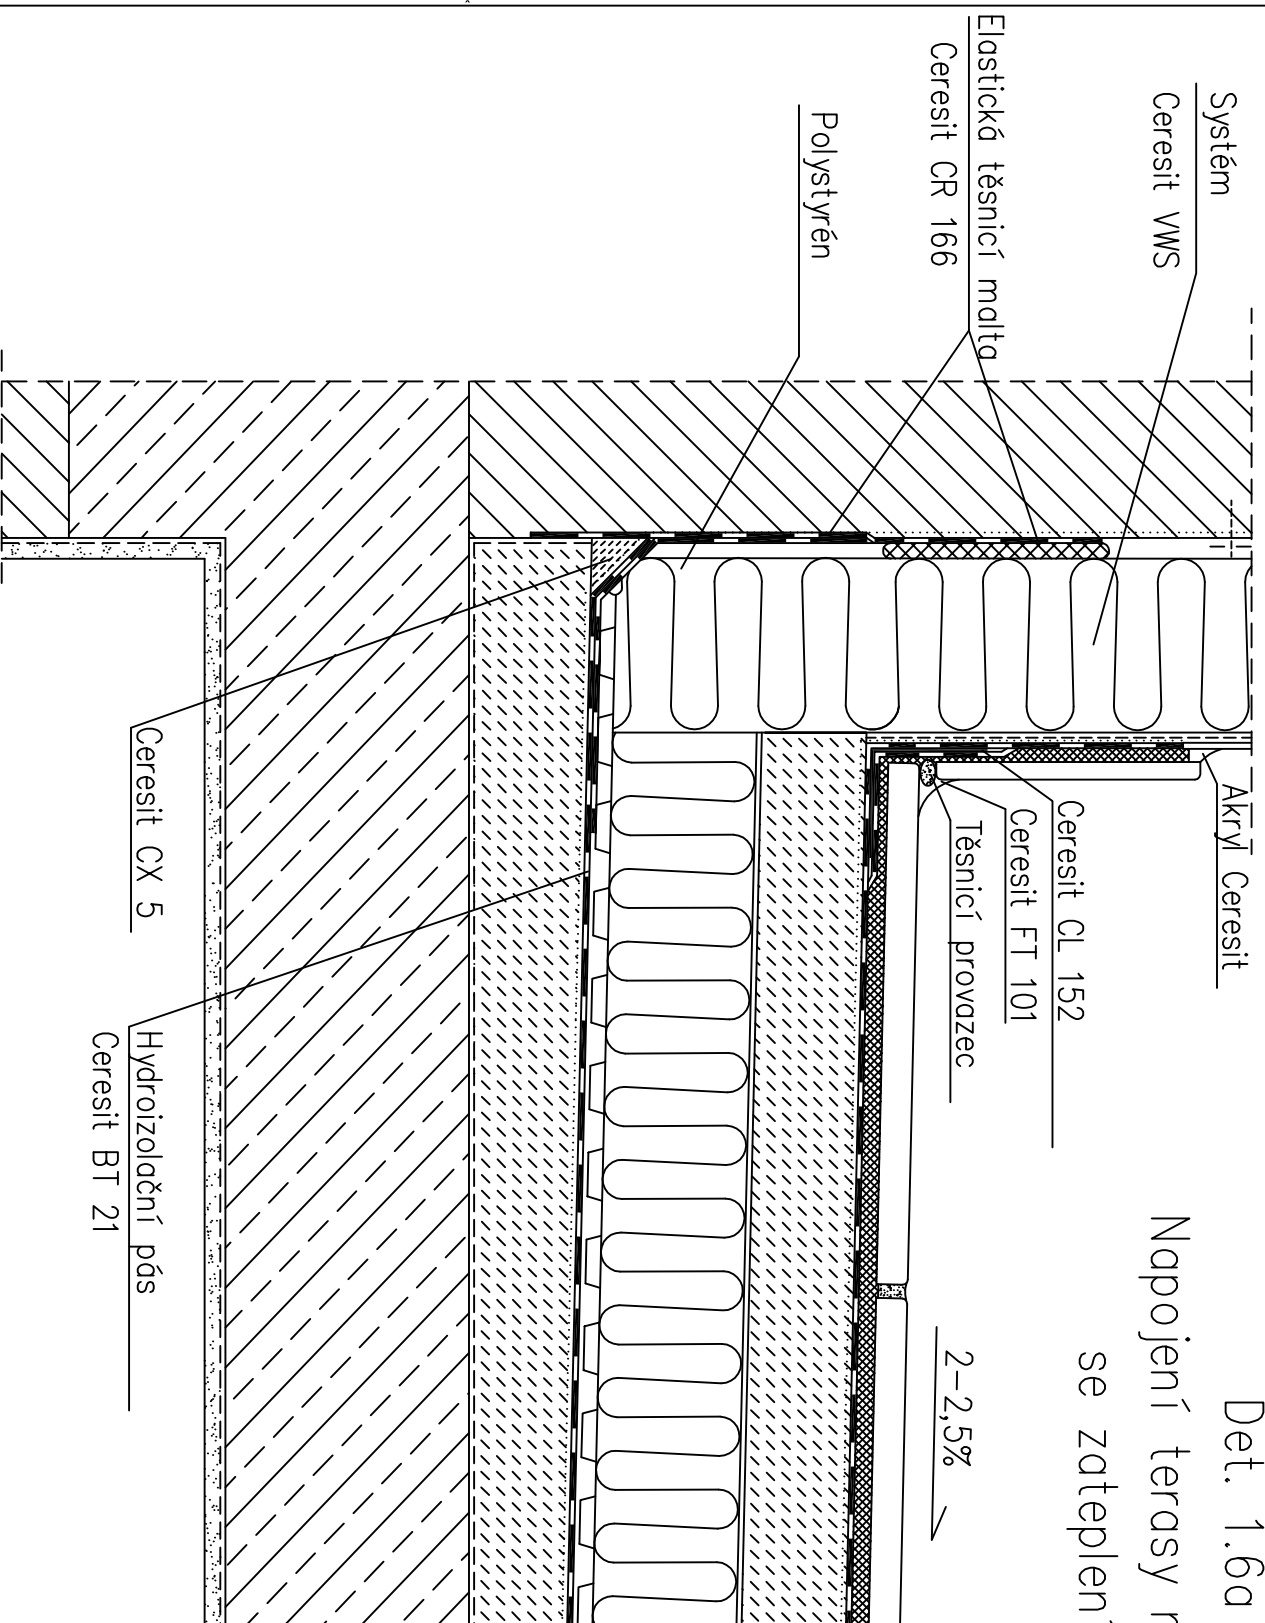 Det. 1.6a
Napojení terasy
se zateplen
Systém
Ceresit VWS
Elastická těsnicí malta
Ceresit CR 166
Polystyrén
Akryl Ceresit
Ceresit CL 152
Ceresit FT 101
Těsnicí provazec
2-2,5%
Ceresit CX 5
Hydroizolační pás
Ceresit BT 21